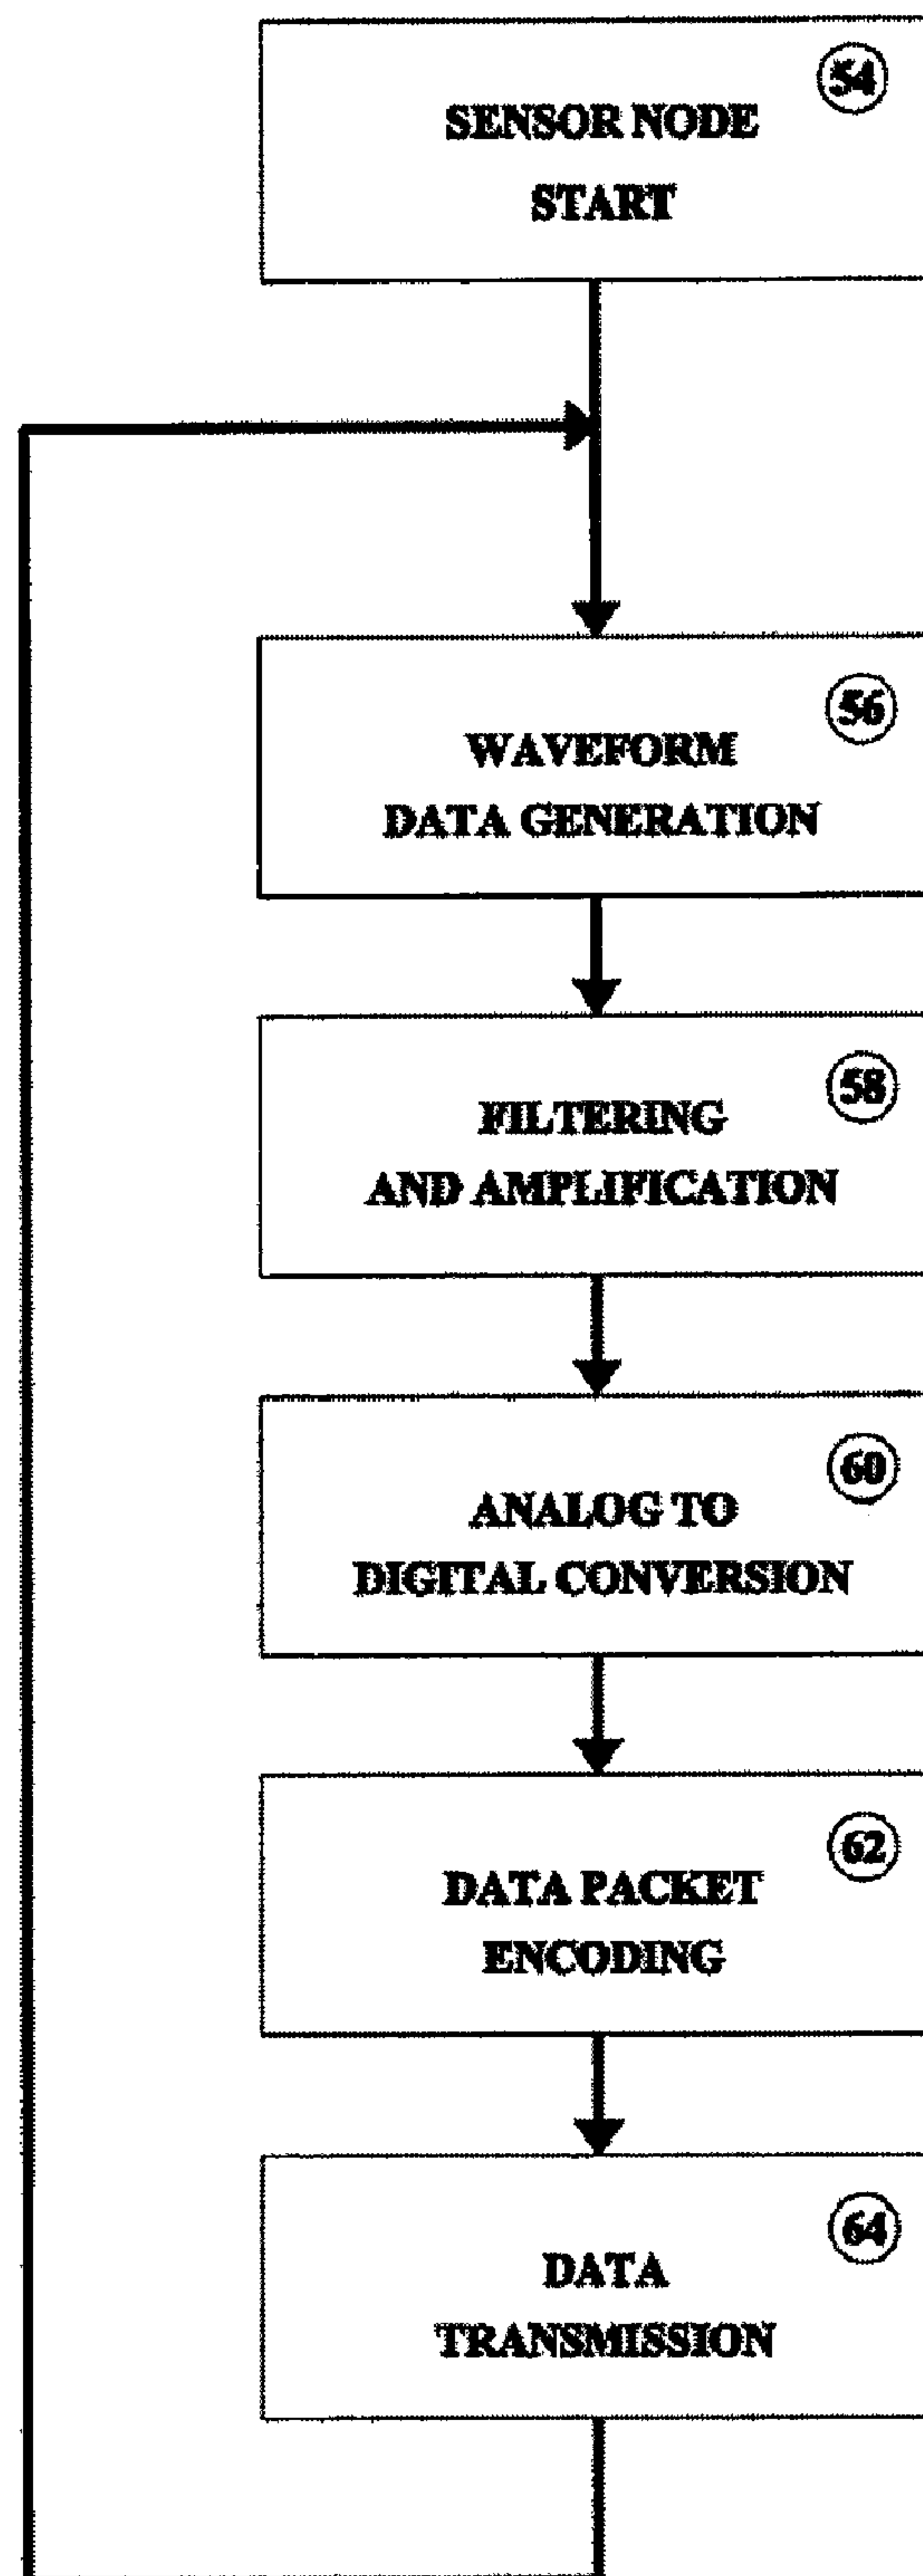 54
SENSOR NODE
START
56
WAVEFORM
DATA GENERATION
58
FILTERING
AND AMPLIFICATION
60
ANALOG TO
DIGITAL CONVERSION
62
DATA PACKET
ENCODING
64
DATA
TRANSMISSION